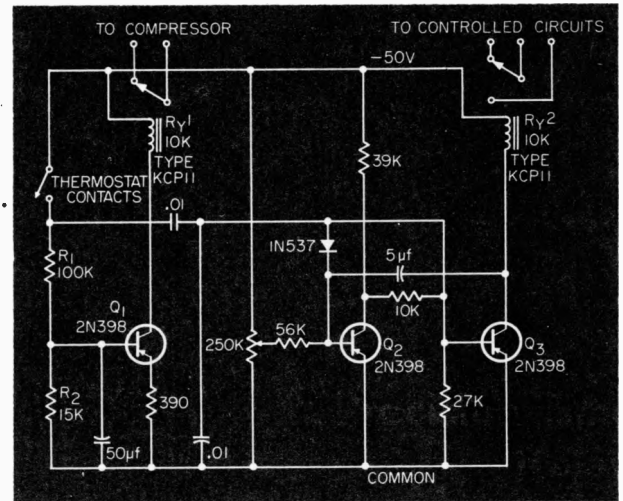 TO COMPRESSOR
TO CONTROLLED CIRCUITS
-50V
RY1
10K
TYPE
KCP11
RY2
10K
TYPE
KCP11
39K
THERMOSTAT
CONTACTS
.01
1N537
5µf
R1
100K
10K
Q1
2N398
250K
56K
Q2
2N398
Q3
2N398
R2
15K
390
27K
50µf
.01
COMMON